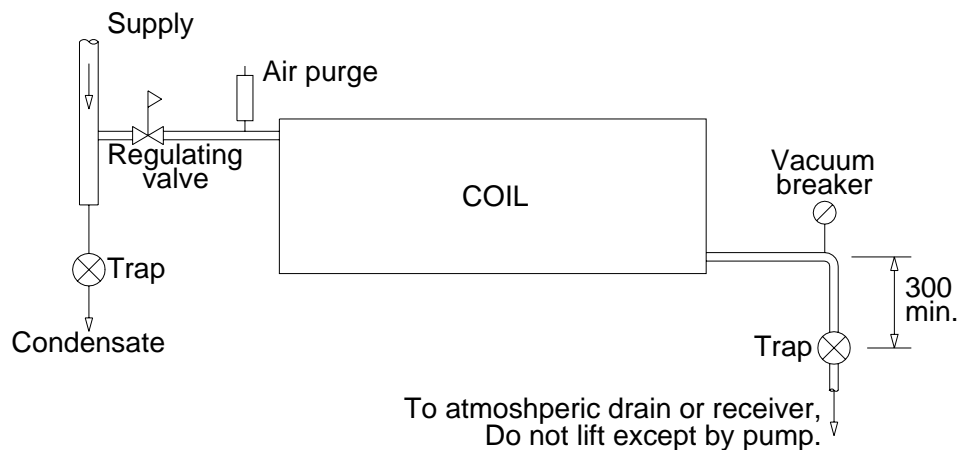 Supply
Air purge
Regulating
valve
COIL
Vacuum
breaker
Trap
300
min.
Condensate
Trap
To atmoshperic drain or receiver,
Do not lift except by pump.